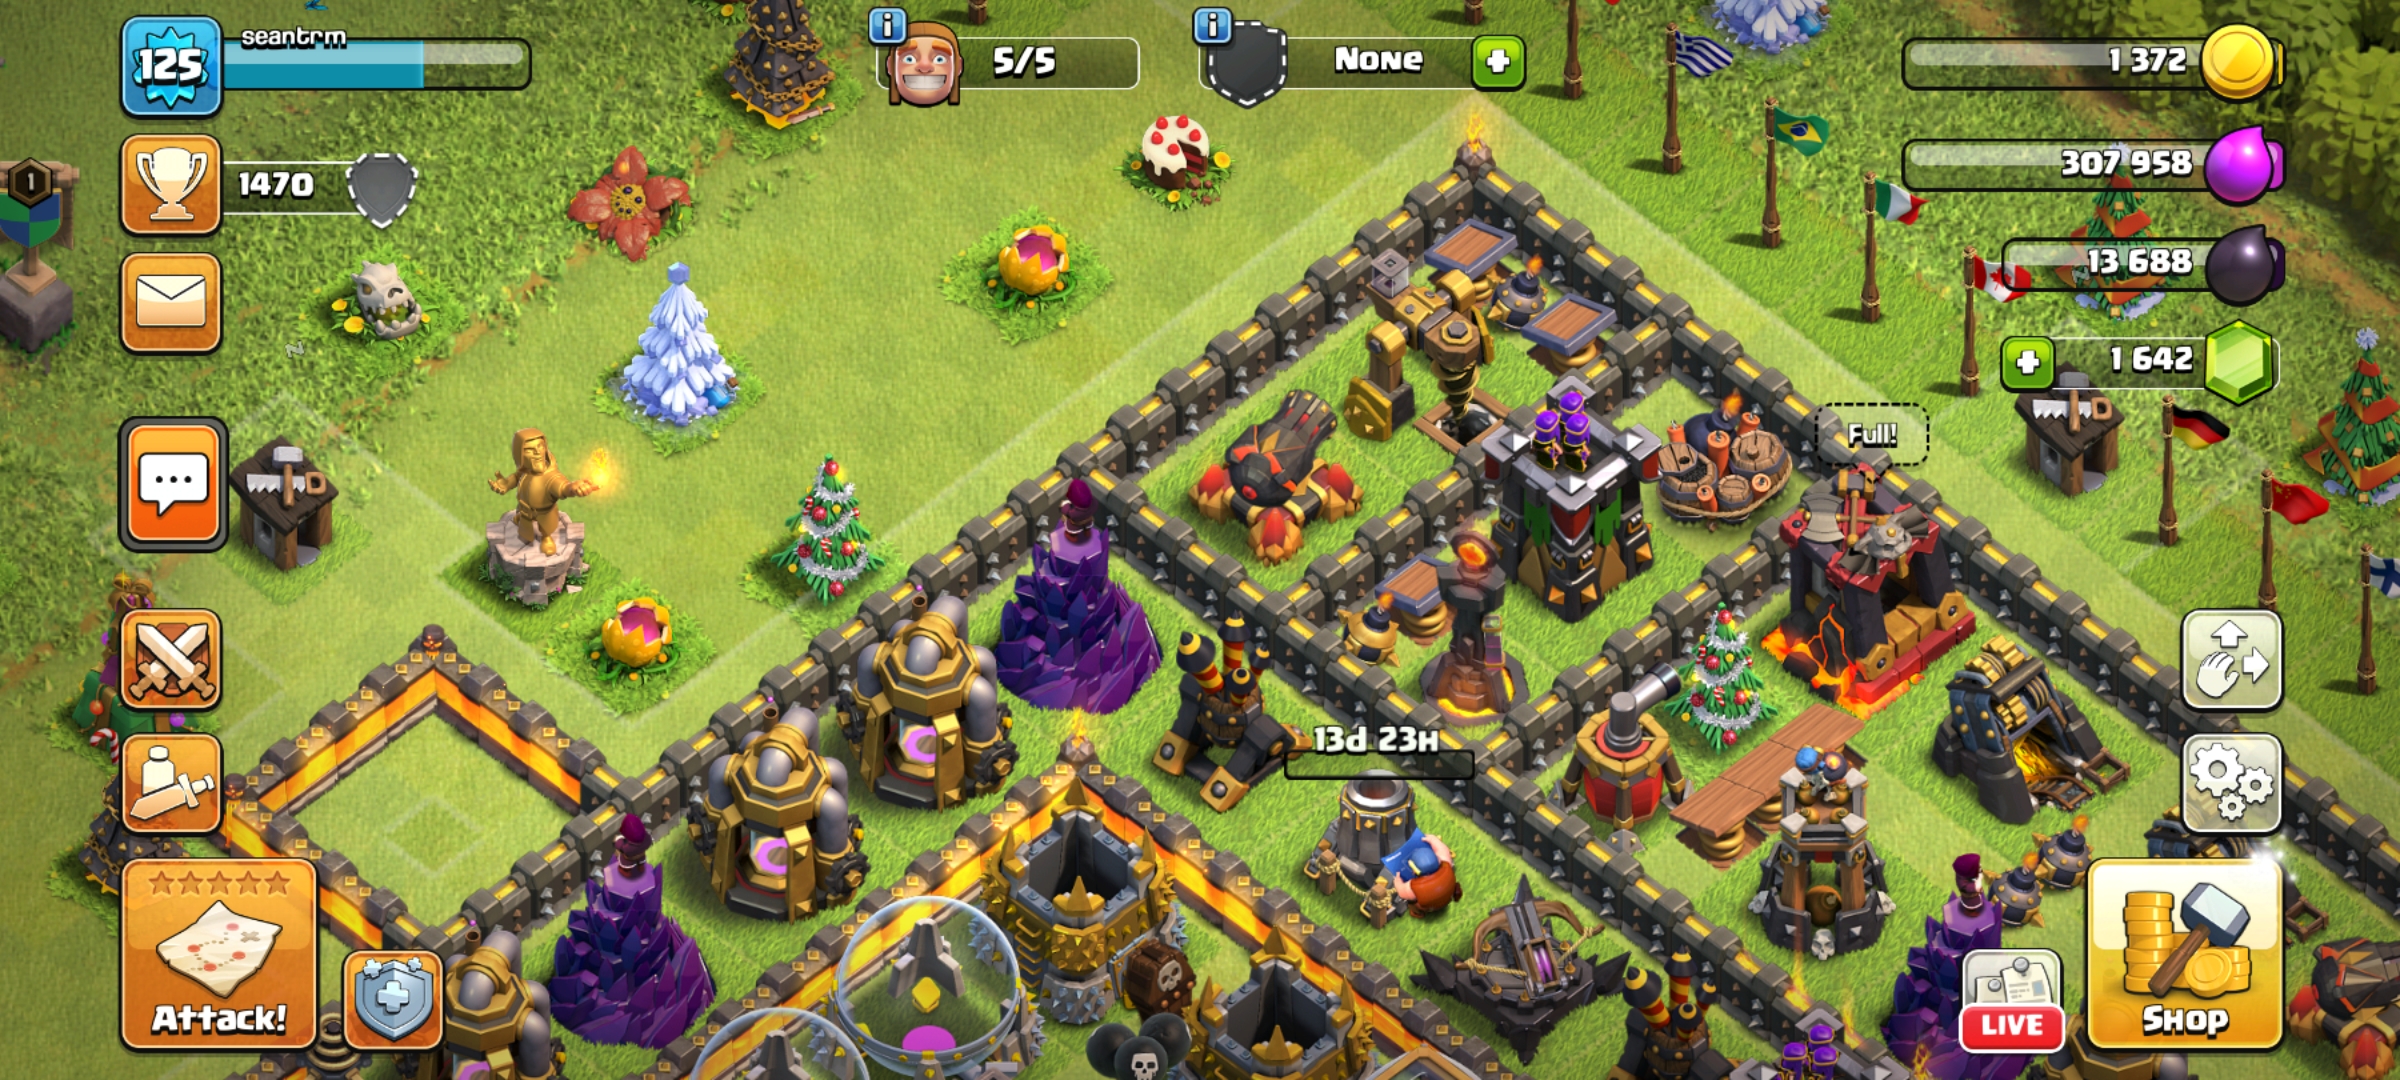 125
seantrm
5/5
None
1 372
1470
307 958
13 688
1 642
1
Full!
13d 23H
Attack!
LIVE
Shop